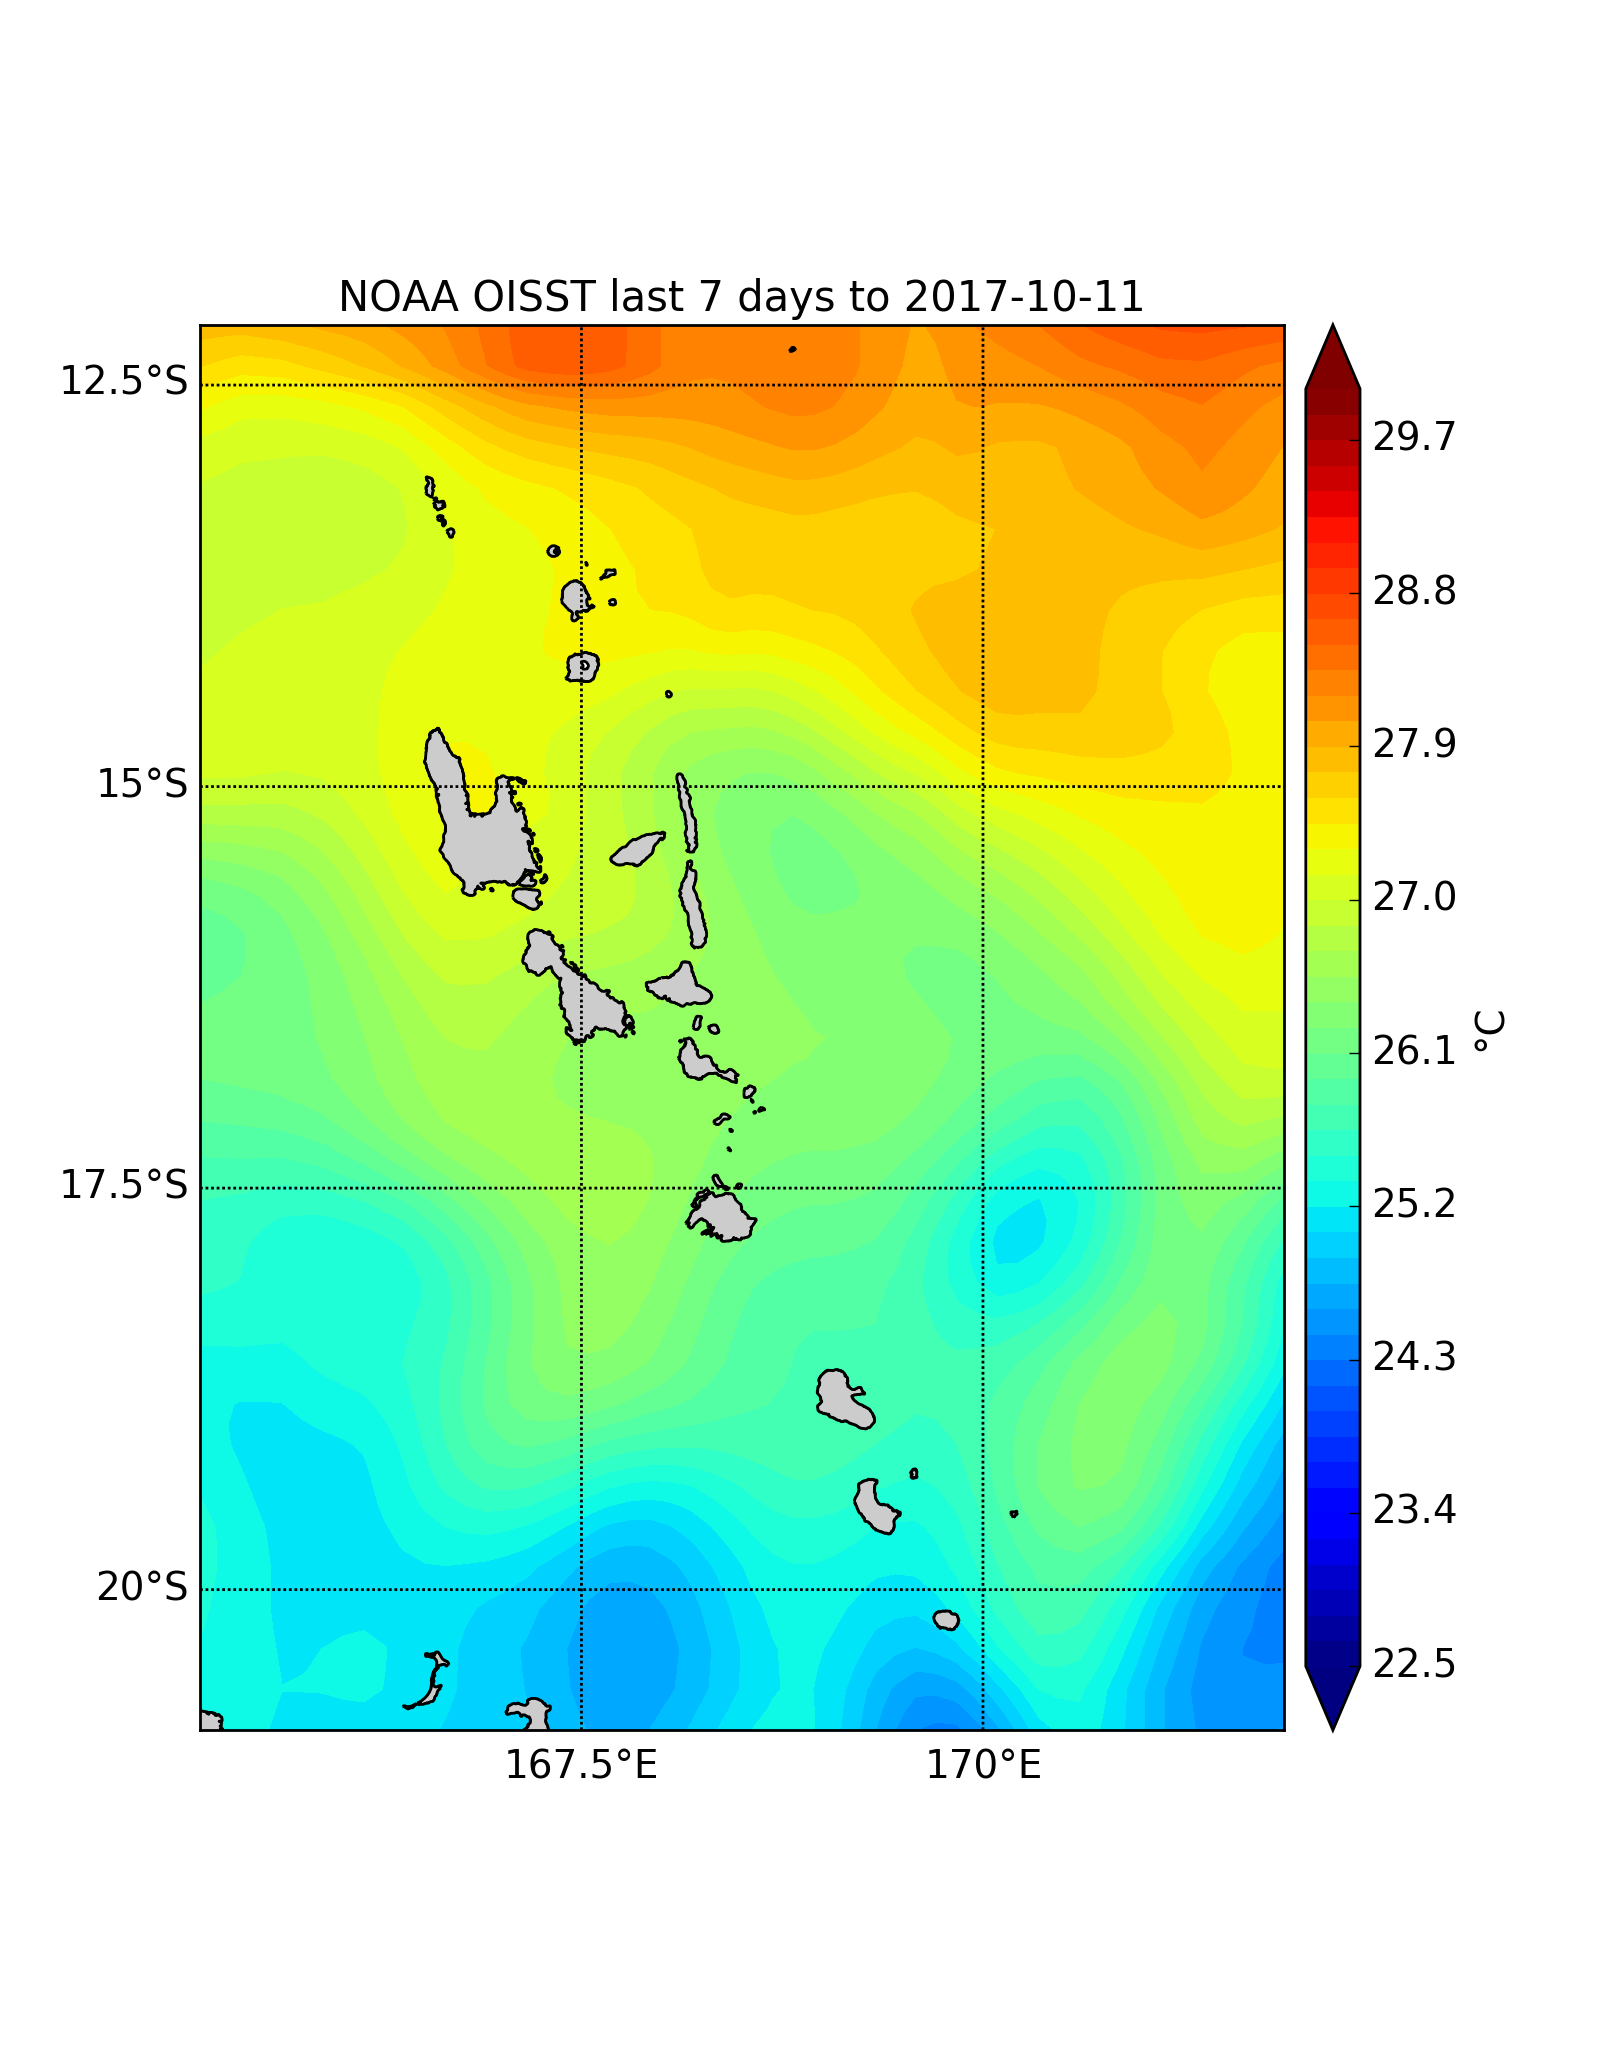 NOAA OISST last 7 days to 2017-10-11
12.5°S
15°S
17.5°S
20°S
167.5°E
170°E
29.7
28.8
27.9
27.0
26.1
25.2
24.3
23.4
22.5
°C